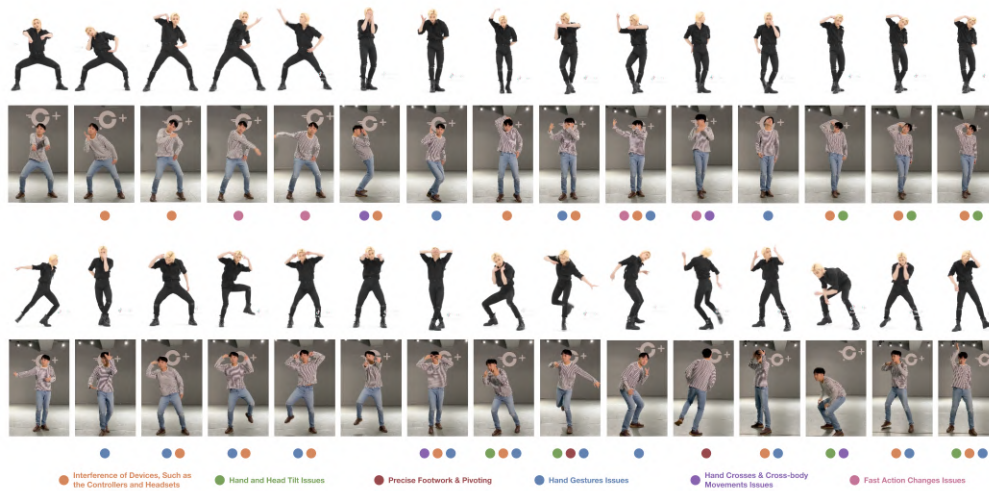 Interference of Devices, Such as
the Controllers and Headsets
Hand and Head Tilt Issues
Precise Footwork & Pivoting
Hand Gestures Issues
Hand Crosses & Cross-body
Movements Issues
Fast Action Changes Issues